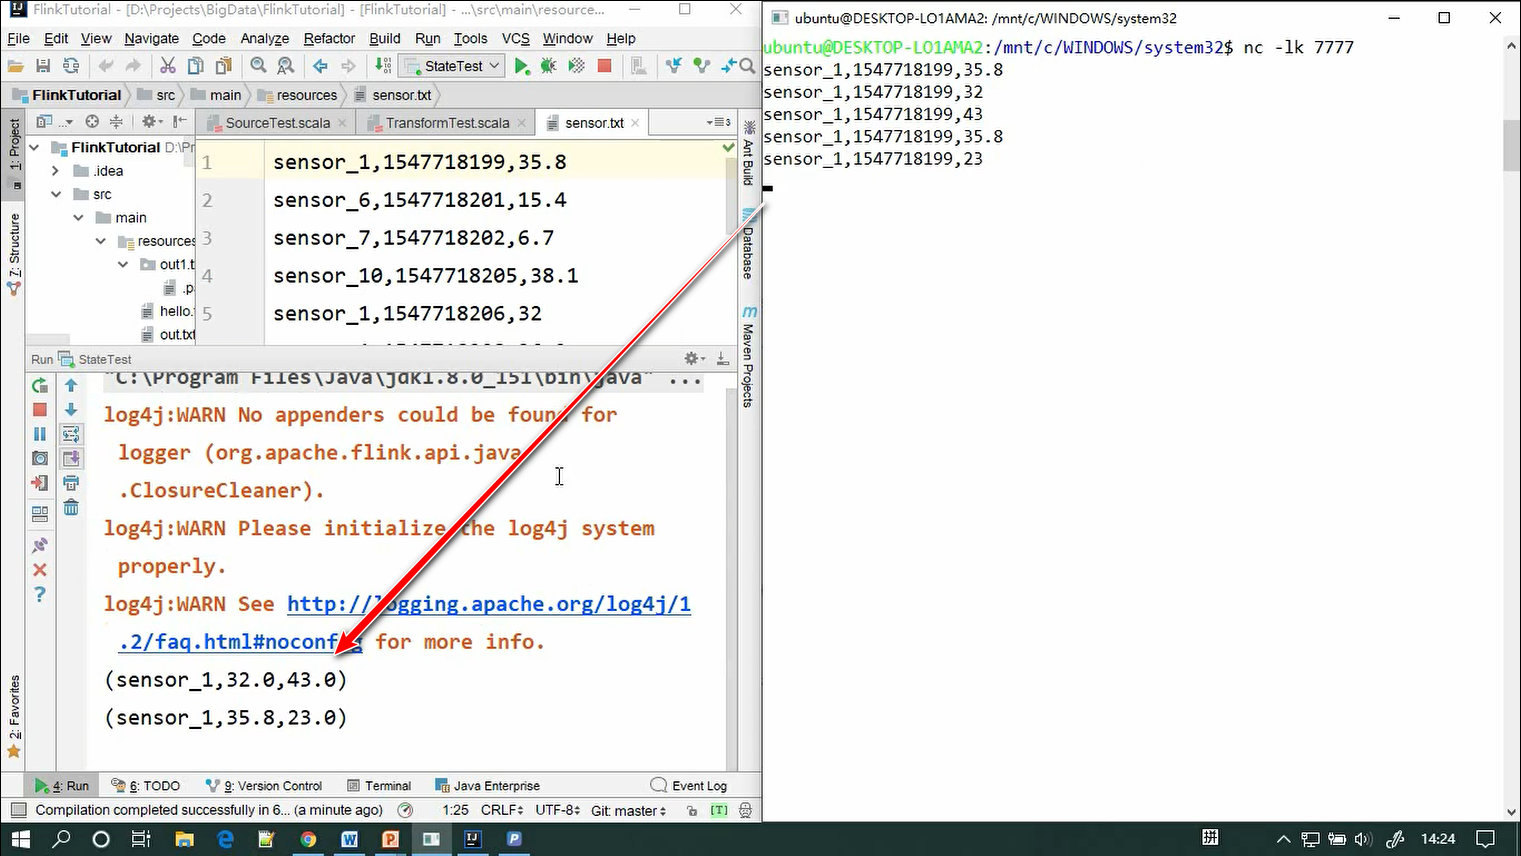 FlinkTutorial - [D:\Projects\BigData\FlinkTutorial] - [FlinkTutorial] - ...\src\main\resource...
File Edit View Navigate Code Analyze Refactor Build Run Tools VCS Window Help
StateTest
FlinkTutorial src main resources sensor.txt
SourceTest.scala TransformTest.scala sensor.txt
1: Project
7: Structure
2: Favorites
FlinkTutorial
.idea
src
main
resources
out1.t
hello.
out.txt
1 sensor_1,1547718199,35.8
2 sensor_6,1547718201,15.4
3 sensor_7,1547718202,6.7
4 sensor_10,1547718205,38.1
5 sensor_1,1547718206,32
Ant Build
Database
Maven Projects
Run StateTest
"C:\Program Files\Java\jdk1.8.0_151\bin\java" ...
log4j:WARN No appenders could be found for
logger (org.apache.flink.api.java
.ClosureCleaner).
log4j:WARN Please initialize the log4j system
properly.
log4j:WARN See http://logging.apache.org/log4j/1
.2/faq.html#noconfig for more info.
(sensor_1,32.0,43.0)
(sensor_1,35.8,23.0)
4: Run 6: TODO 9: Version Control Terminal Java Enterprise Event Log
Compilation completed successfully in 6... (a minute ago) 1:25 CRLF UTF-8 Git: master [T]
ubuntu@DESKTOP-LO1AMA2: /mnt/c/WINDOWS/system32
ubuntu@DESKTOP-LO1AMA2:/mnt/c/WINDOWS/system32$ nc -lk 7777
sensor_1,1547718199,35.8
sensor_1,1547718199,32
sensor_1,1547718199,43
sensor_1,1547718199,35.8
sensor_1,1547718199,23
拼 14:24